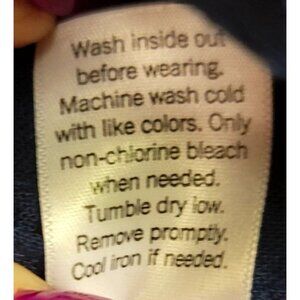 Wash inside out
before wearing.
Machine wash cold
with like colors. Only
non-chlorine bleach
when needed.
Tumble dry low.
Remove promptly.
Cool iron if needed.